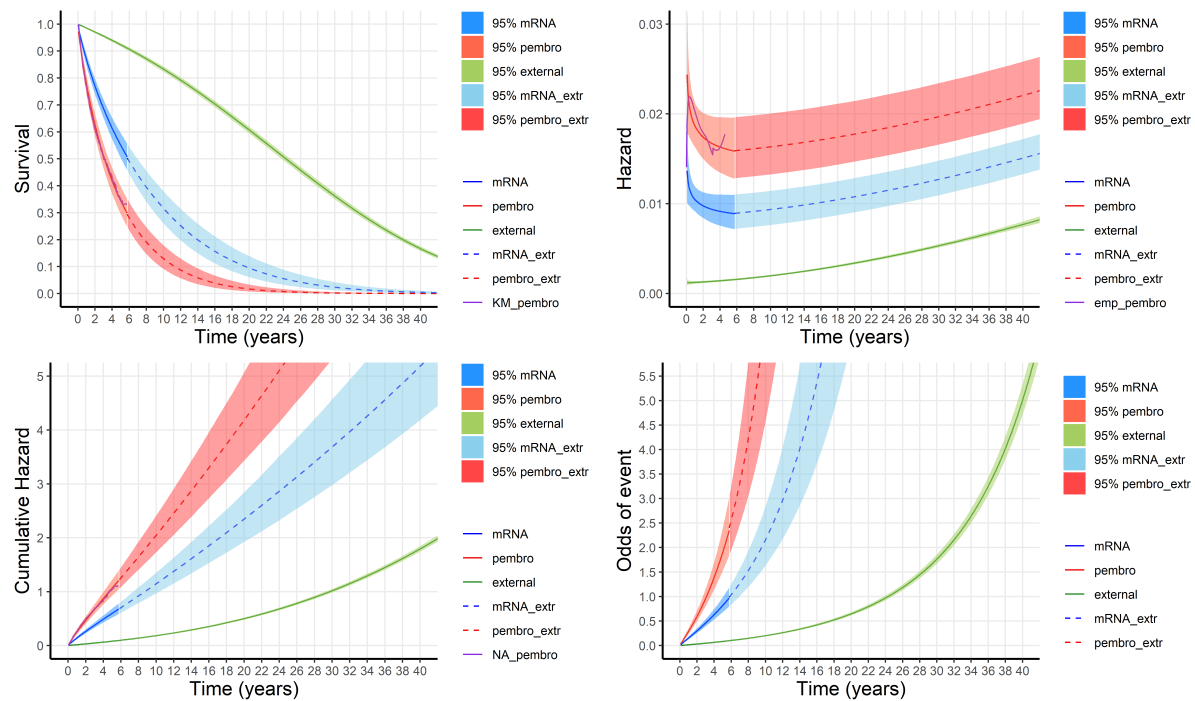 Survival
1.0
0.9
0.8
0.7
0.6
0.5
0.4
0.3
0.2
0.1
0.0
0 2 4 6 8 10 12 14 16 18 20 22 24 26 28 30 32 34 36 38 40
Time (years)
95% mRNA
95% pembro
95% external
95% mRNA_extr
95% pembro_extr
mRNA
pembro
external
mRNA_extr
pembro_extr
KM_pembro
Hazard
0.03
0.02
0.01
0.00
0 2 4 6 8 10 12 14 16 18 20 22 24 26 28 30 32 34 36 38 40
Time (years)
95% mRNA
95% pembro
95% external
95% mRNA_extr
95% pembro_extr
mRNA
pembro
external
mRNA_extr
pembro_extr
emp_pembro
Cumulative Hazard
5
4
3
2
1
0
0 2 4 6 8 10 12 14 16 18 20 22 24 26 28 30 32 34 36 38 40
Time (years)
95% mRNA
95% pembro
95% external
95% mRNA_extr
95% pembro_extr
mRNA
pembro
external
mRNA_extr
pembro_extr
NA_pembro
Odds of event
5.5
5.0
4.5
4.0
3.5
3.0
2.5
2.0
1.5
1.0
0.5
0.0
0 2 4 6 8 10 12 14 16 18 20 22 24 26 28 30 32 34 36 38 40
Time (years)
95% mRNA
95% pembro
95% external
95% mRNA_extr
95% pembro_extr
mRNA
pembro
external
mRNA_extr
pembro_extr